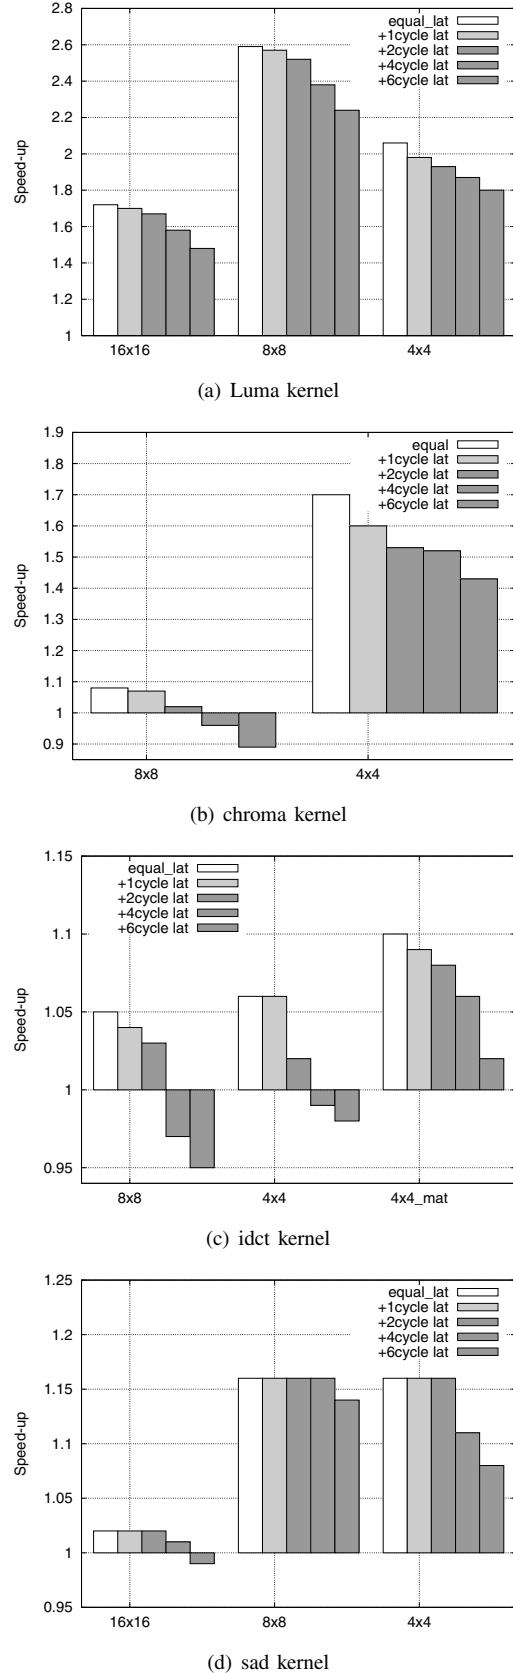 2.8
2.6
2.4
2.2
2
1.8
1.6
1.4
1.2
1
Speed-up
equal_lat
+1cycle lat
+2cycle lat
+4cycle lat
+6cycle lat
16x16 8x8 4x4
(a) Luma kernel
1.9
1.8
1.7
1.6
1.5
1.4
1.3
1.2
1.1
1
0.9
Speed-up
equal
+1cycle lat
+2cycle lat
+4cycle lat
+6cycle lat
8x8 4x4
(b) chroma kernel
1.15
1.1
1.05
1
0.95
Speed-up
equal_lat
+1cycle lat
+2cycle lat
+4cycle lat
+6cycle lat
8x8 4x4 4x4_mat
(c) idct kernel
1.25
1.2
1.15
1.1
1.05
1
0.95
Speed-up
equal_lat
+1cycle lat
+2cycle lat
+4cycle lat
+6cycle lat
16x16 8x8 4x4
(d) sad kernel